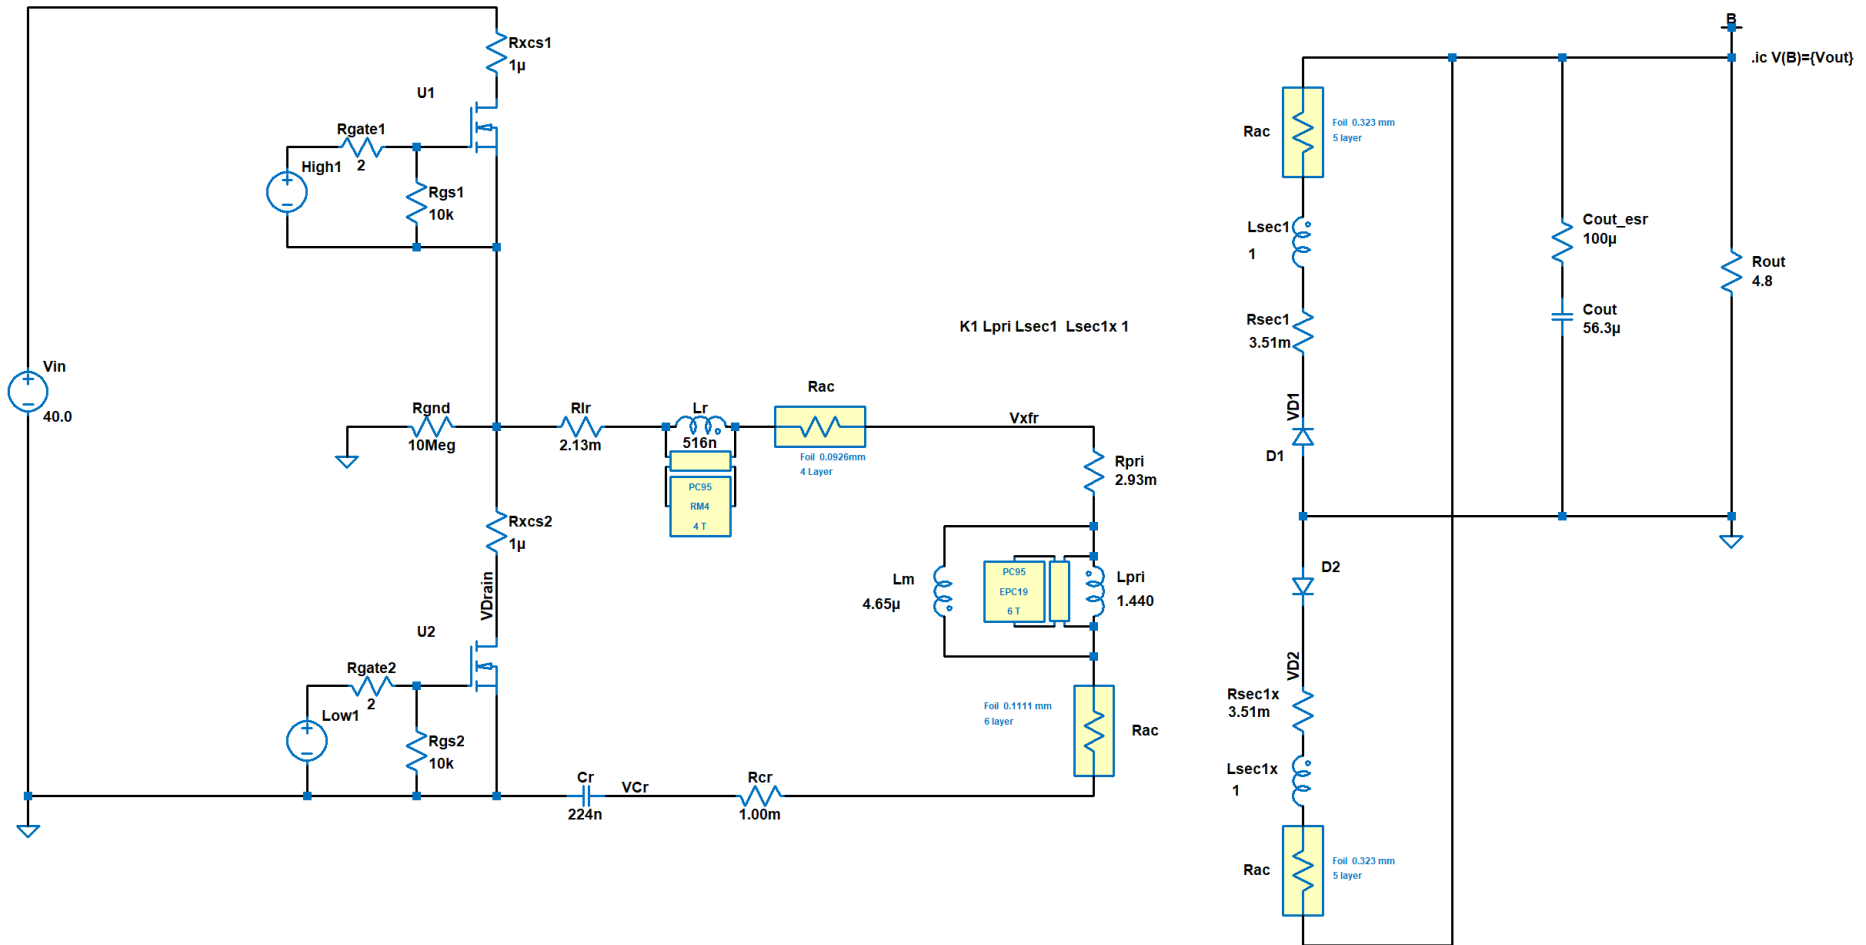 B
.ic V(B)={Vout}
Rxcs1
1µ
U1
Rgate1
2
High1
Rgs1
10k
Rac
Foil 0.323 mm
5 layer
Lsec1
1
Cout_esr
100µ
Rout
4.8
Cout
56.3µ
Rsec1
3.51m
K1 Lpri Lsec1 Lsec1x 1
Vin
40.0
VD1
D1
Rgnd
10Meg
Rlr
2.13m
Lr
516n
PC95
RM4
4 T
Rac
Foil 0.0926mm
4 Layer
Vxfr
Rpri
2.93m
Rxcs2
1µ
VDrain
U2
Lm
4.65µ
PC95
EPC19
6 T
Lpri
1.440
D2
VD2
Rgate2
2
Low1
Rgs2
10k
Foil 0.1111 mm
6 layer
Rac
Rsec1x
3.51m
Lsec1x
1
Cr
224n
VCr
Rcr
1.00m
Rac
Foil 0.323 mm
5 layer